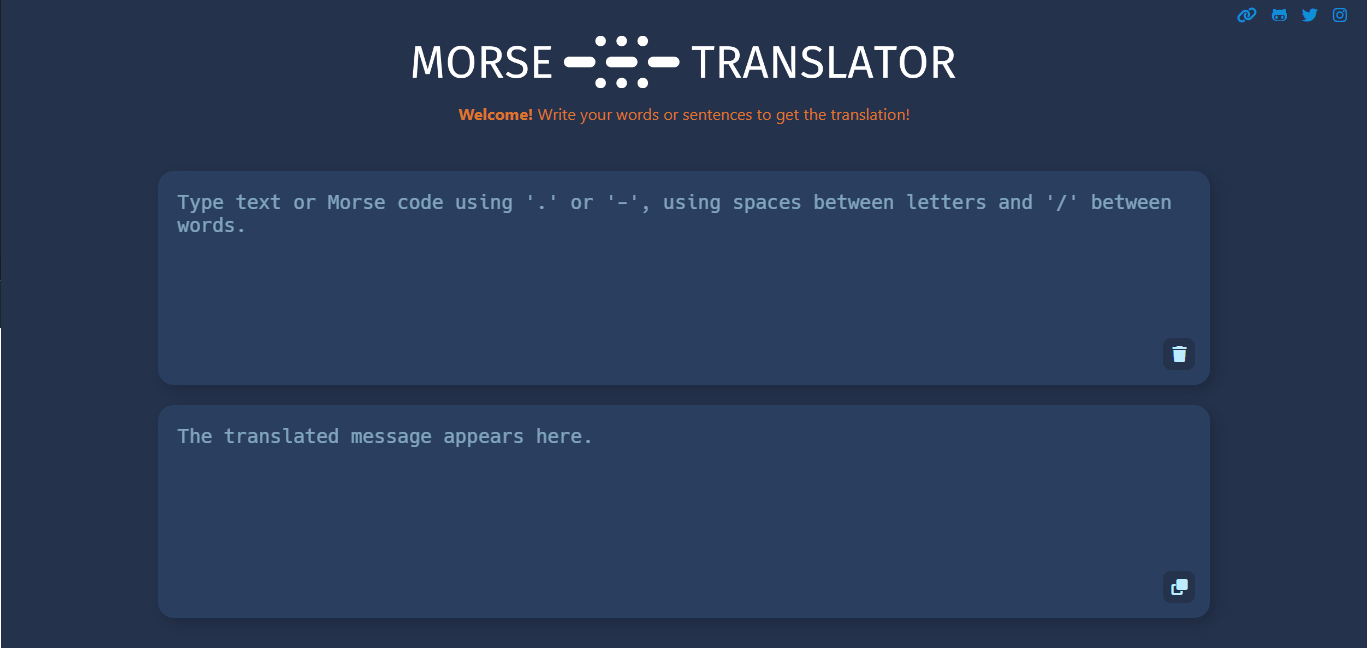 MORSE TRANSLATOR
Welcome! Write your words or sentences to get the translation!
Type text or Morse code using '.' or '-', using spaces between letters and '/' between
words.
The translated message appears here.